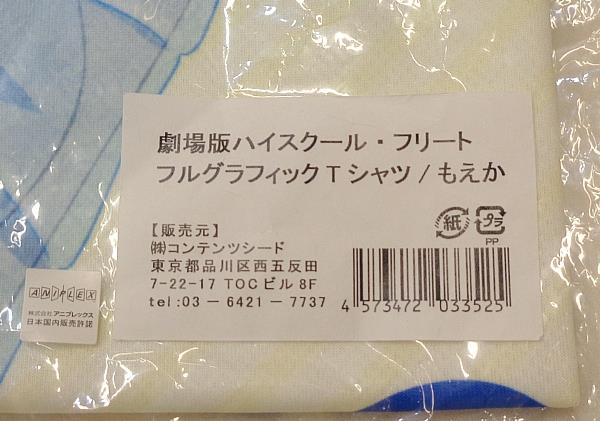 劇場版ハイスクール・フリート
フルグラフィックTシャツ/もえか
【販売元】
㈱コンテンツシード
東京都品川区西五反田
7-22-17 TOCビル 8F
tel:03-6421-7737
紙
プラ
PP
4 573472 033525
ANIPLEX
株式会社 アニプレックス
日本国内販売許諾